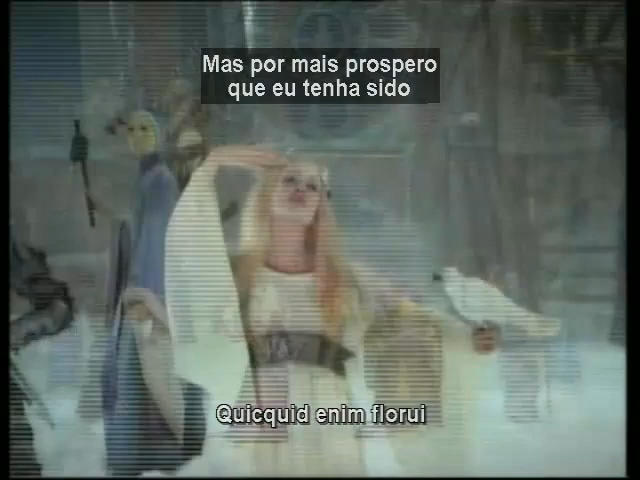 Mas por mais prospero
que eu tenha sido
Quicquid enim florui